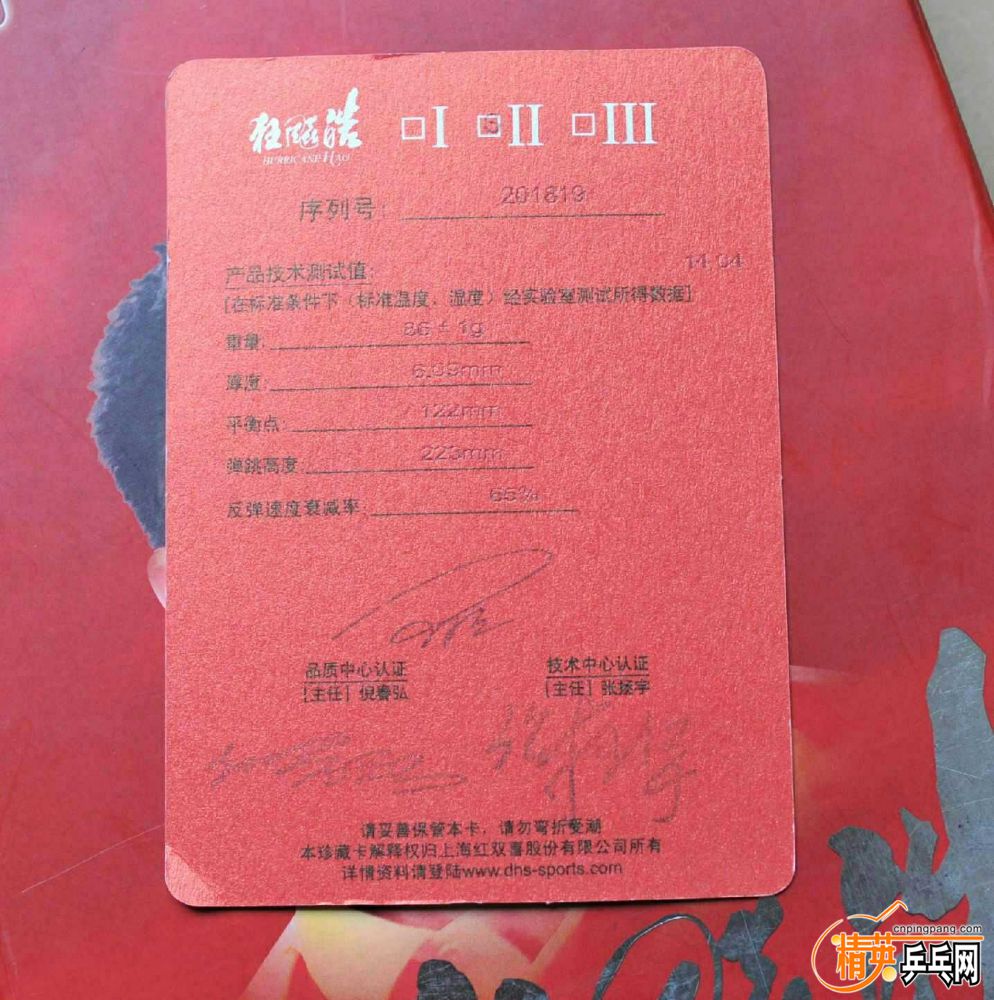 狂飚皓 □I □II □III
HURRICANE HAO
序列号: 201819
14 04
产品技术测试值:
[在标准条件下（标准温度、湿度）经实验室测试所得数据]
重量: 86±1g
厚度: 5.99mm
平衡点: 122mm
弹跳高度 223mm
反弹速度衰减率: 65%
品质中心认证 技术中心认证
[主任] 倪春弘 [主任] 张揍宇
请妥善保管本卡，请勿弯折受潮
本珍藏卡解释权归上海红双喜股份有限公司所有
详情资料请登陆www.dhs-sports.com
cnpingpang.com
精英乒乓网